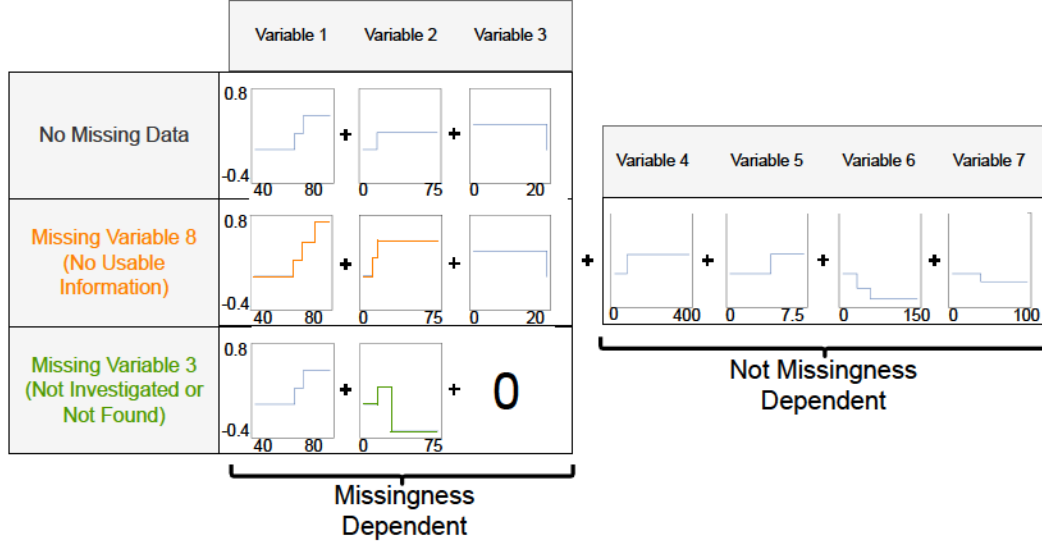 Variable 1 Variable 2 Variable 3
No Missing Data
0.8
-0.4
+ +
40 80 0 75 0 20
Variable 4 Variable 5 Variable 6 Variable 7
Missing Variable 8
(No Usable
Information)
0.8
-0.4
+ + + + + +
40 80 0 75 0 20
0 400 0 7.5 0 150 0 100
Missing Variable 3
(Not Investigated or
Not Found)
0.8
-0.4
+ + 0
40 80 0 75
Not Missingness
Dependent
Missingness
Dependent